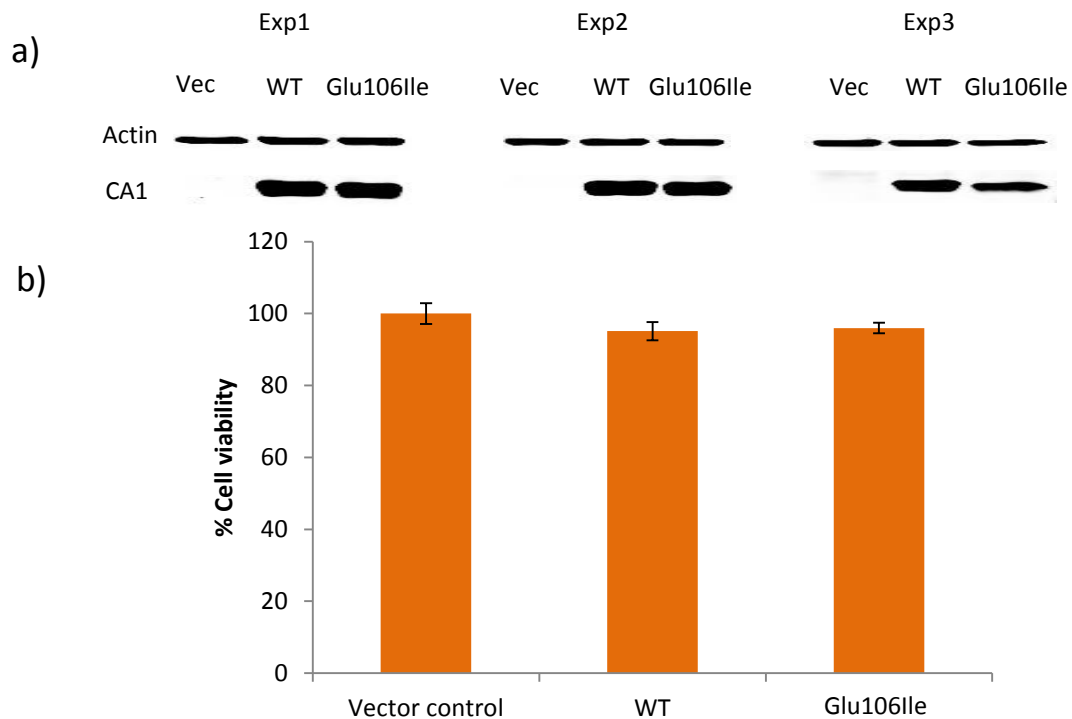 Exp1 Exp2 Exp3
a)
Vec WT Glu106Ile Vec WT Glu106Ile Vec WT Glu106Ile
Actin
CA1
b)
120
100
80
60
40
20
0
% Cell viability
Vector control WT Glu106Ile